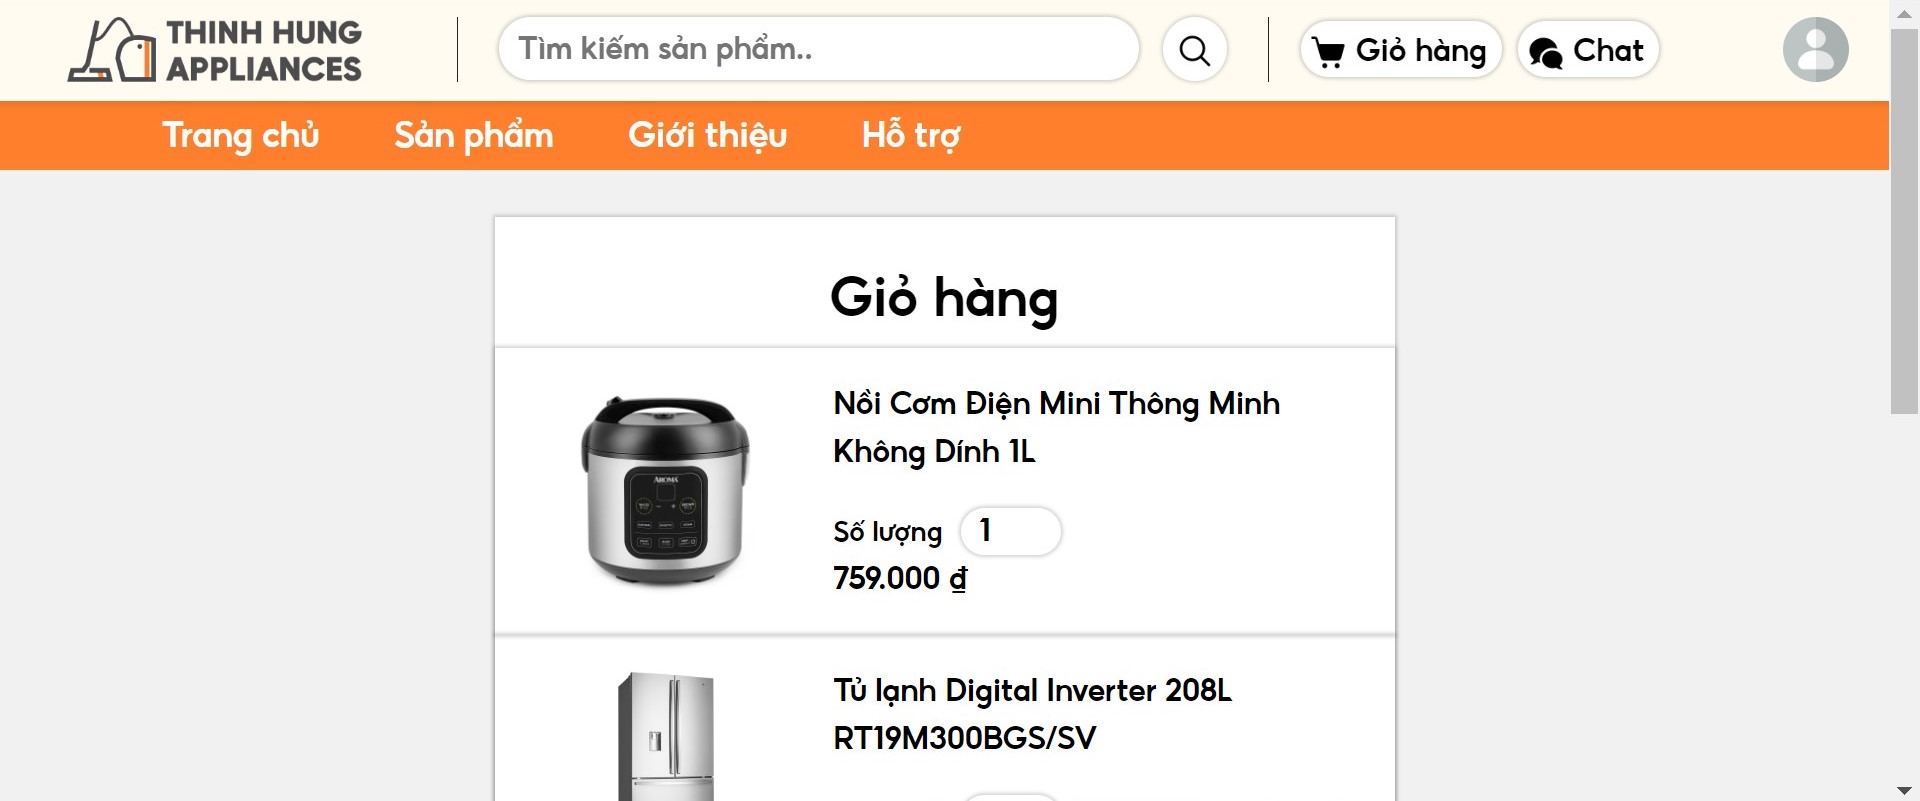 THINH HUNG
APPLIANCES
Tìm kiếm sản phẩm..
Giỏ hàng
Chat
Trang chủ
Sản phẩm
Giới thiệu
Hỗ trợ
Giỏ hàng
Nồi Cơm Điện Mini Thông Minh
Không Dính 1L
AROMA
Số lượng 1
759.000 ₫
Tủ lạnh Digital Inverter 208L
RT19M300BGS/SV